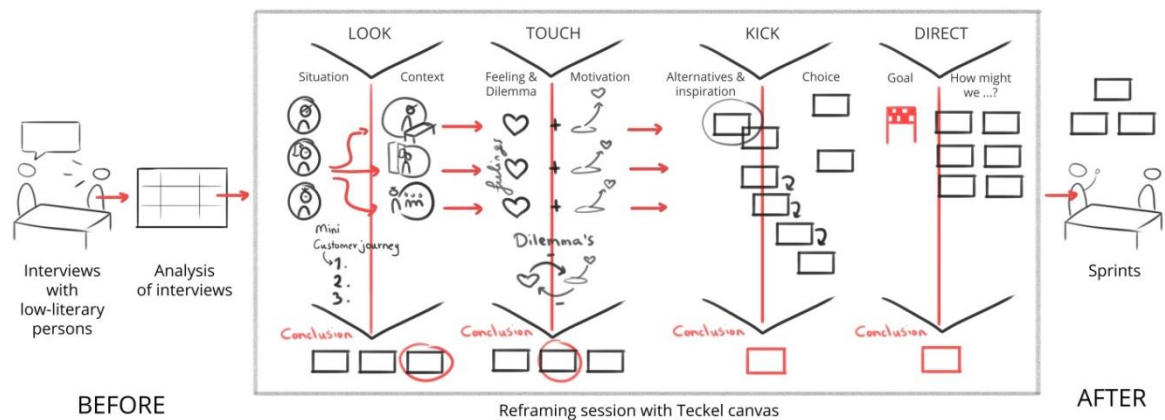 LOOK
TOUCH
KICK
DIRECT
Situation
Context
Feeling &
Dilemma
Motivation
Alternatives &
inspiration
Choice
Goal
How might
we ...?
feelings
Mini
Customer journey
1.
2.
3.
Dilemma's
Conclusion
Conclusion
Conclusion
Conclusion
Interviews
with
low-literary
persons
Analysis
of interviews
Sprints
BEFORE
Reframing session with Teckel canvas
AFTER